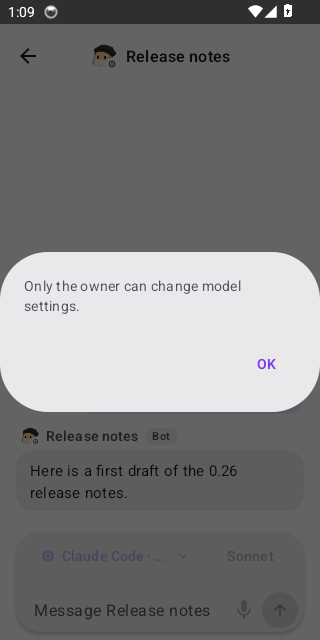 1:09
Release notes
Only the owner can change model
settings.
OK
Release notes Bot
Here is a first draft of the 0.26
release notes.
Claude Code · ... Sonnet
Message Release notes